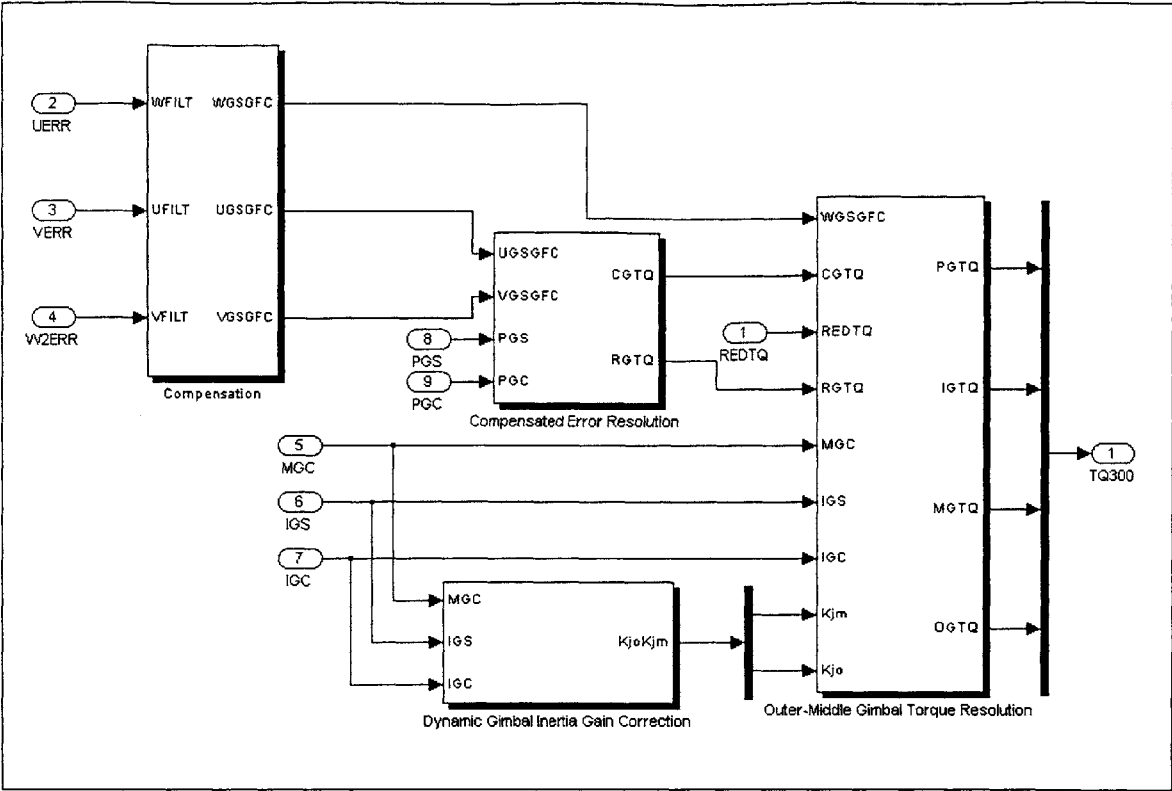 2
UERR
3
VERR
4
W2ERR
WFILT WGSGFC
UFILT UGSGFC
VFILT VGSGFC
Compensation
8
PGS
9
PGC
UGSGFC
VGSGFC
PGS
PGC
CGTQ
RGTQ
Compensated Error Resolution
1
REDTQ
5
MGC
6
IGS
7
IGC
MGC
IGS
IGC
KjoKjm
Dynamic Gimbal Inertia Gain Correction
WGSGFC
CGTQ
REDTQ
RGTQ
MGC
IGS
IGC
Kjm
Kjo
PGTQ
IGTQ
MGTQ
OGTQ
Outer-Middle Gimbal Torque Resolution
1
TQ300